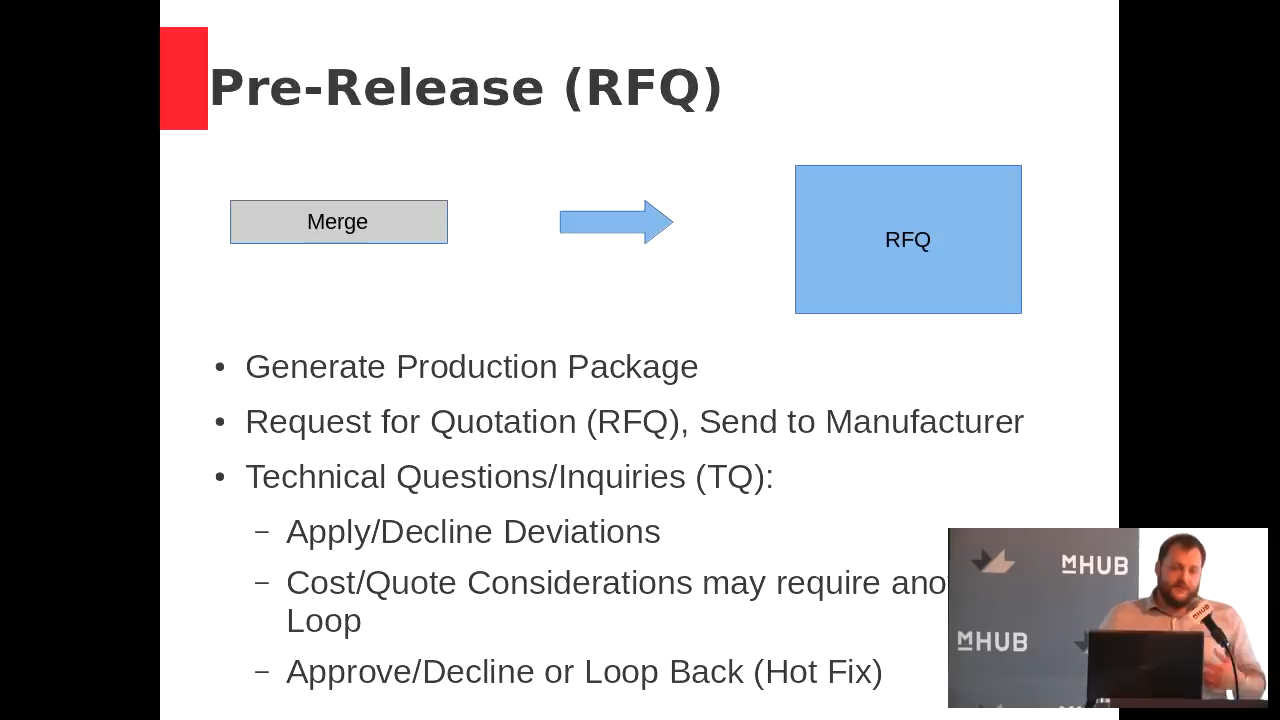 Pre-Release (RFQ)
Merge
RFQ
• Generate Production Package
• Request for Quotation (RFQ), Send to Manufacturer
• Technical Questions/Inquiries (TQ):
– Apply/Decline Deviations
– Cost/Quote Considerations may require ano
Loop
– Approve/Decline or Loop Back (Hot Fix)
MHUB
MHUB
MHUB